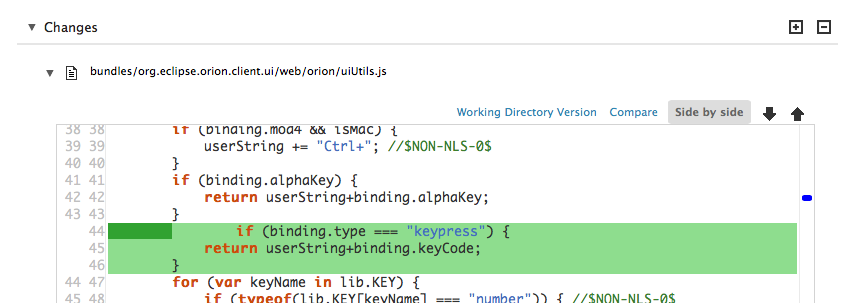 Changes
bundles/org.eclipse.orion.client.ui/web/orion/uiUtils.js
Working Directory Version Compare Side by side
38 38 if (binding.mod4 && isMac) {
39 39 userString += "Ctrl+"; //$NON-NLS-0$
40 40 }
41 41 if (binding.alphaKey) {
42 42 return userString+binding.alphaKey;
43 43 }
44 if (binding.type === "keypress") {
45 return userString+binding.keyCode;
46 }
44 47 for (var keyName in lib.KEY) {
45 48 if (typeof(lib.KEY[keyName] === "number")) { //$NON-NLS-0$